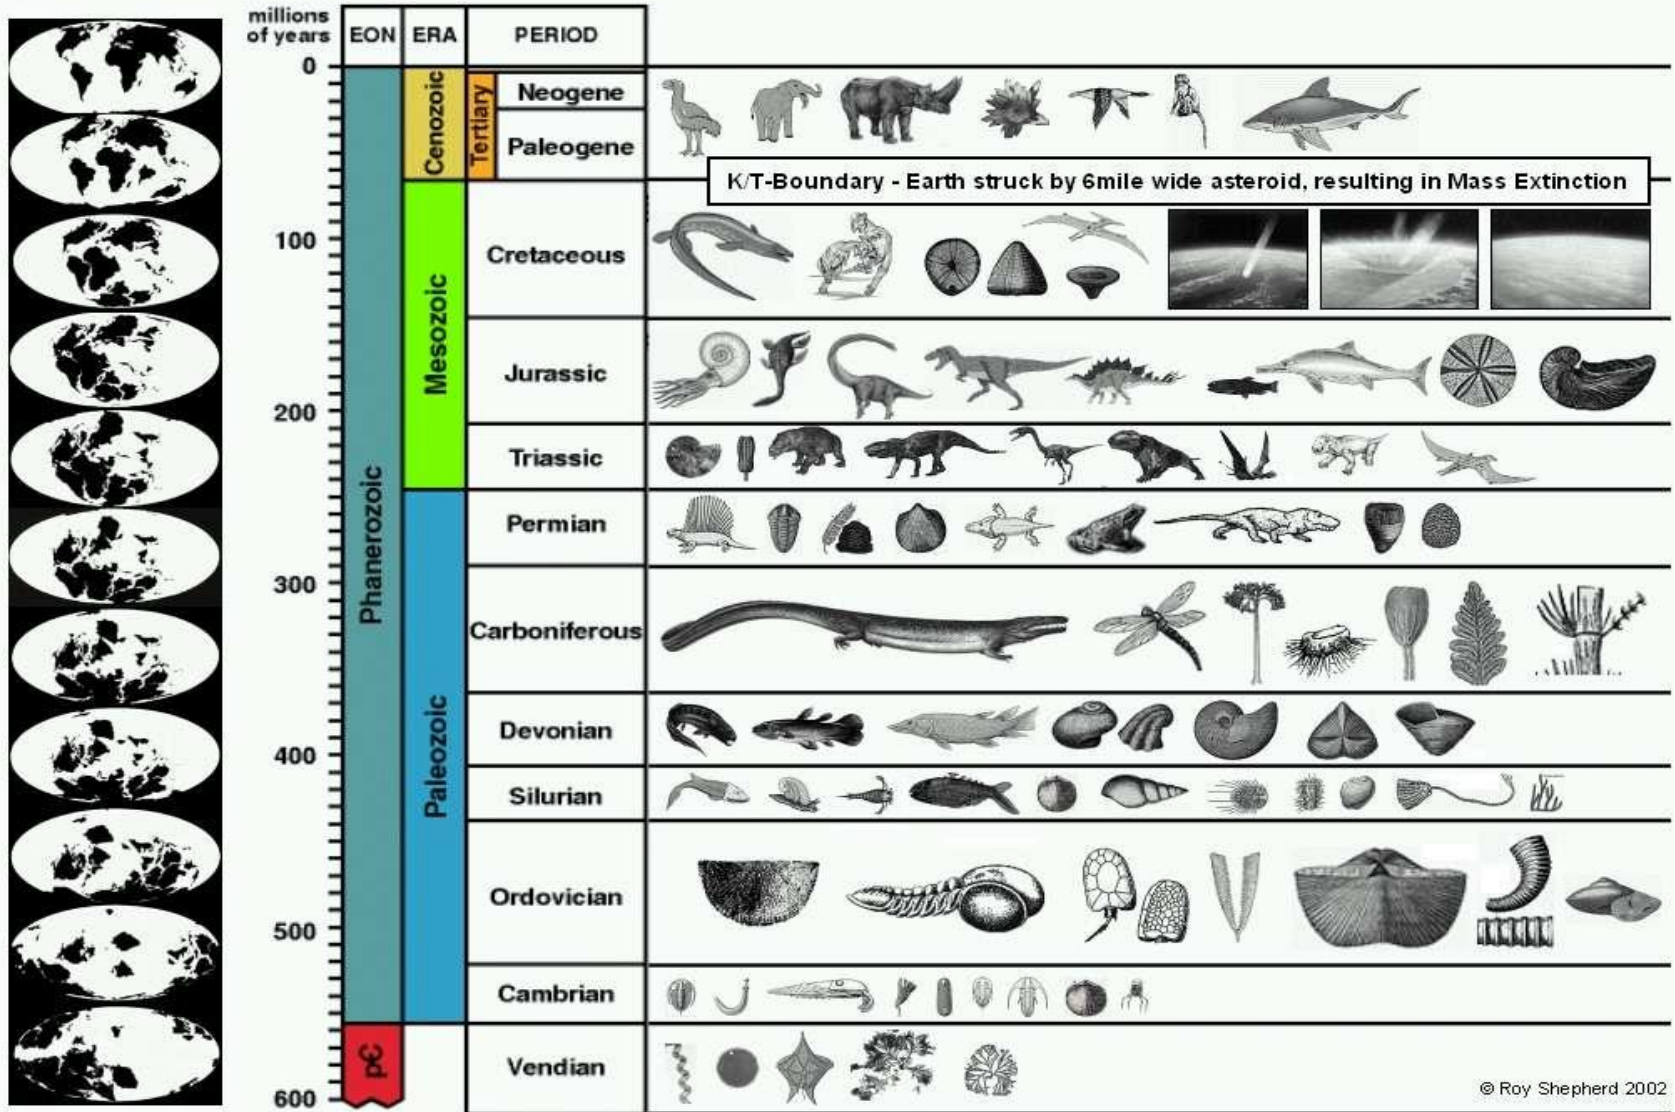 millions
of years
EON
ERA
PERIOD
0
100
200
300
400
500
600
Phanerozoic
p€
Cenozoic
Mesozoic
Paleozoic
Tertiary
Neogene
Paleogene
K/T-Boundary - Earth struck by 6mile wide asteroid, resulting in Mass Extinction
Cretaceous
Jurassic
Triassic
Permian
Carboniferous
Devonian
Silurian
Ordovician
Cambrian
Vendian
© Roy Shepherd 2002